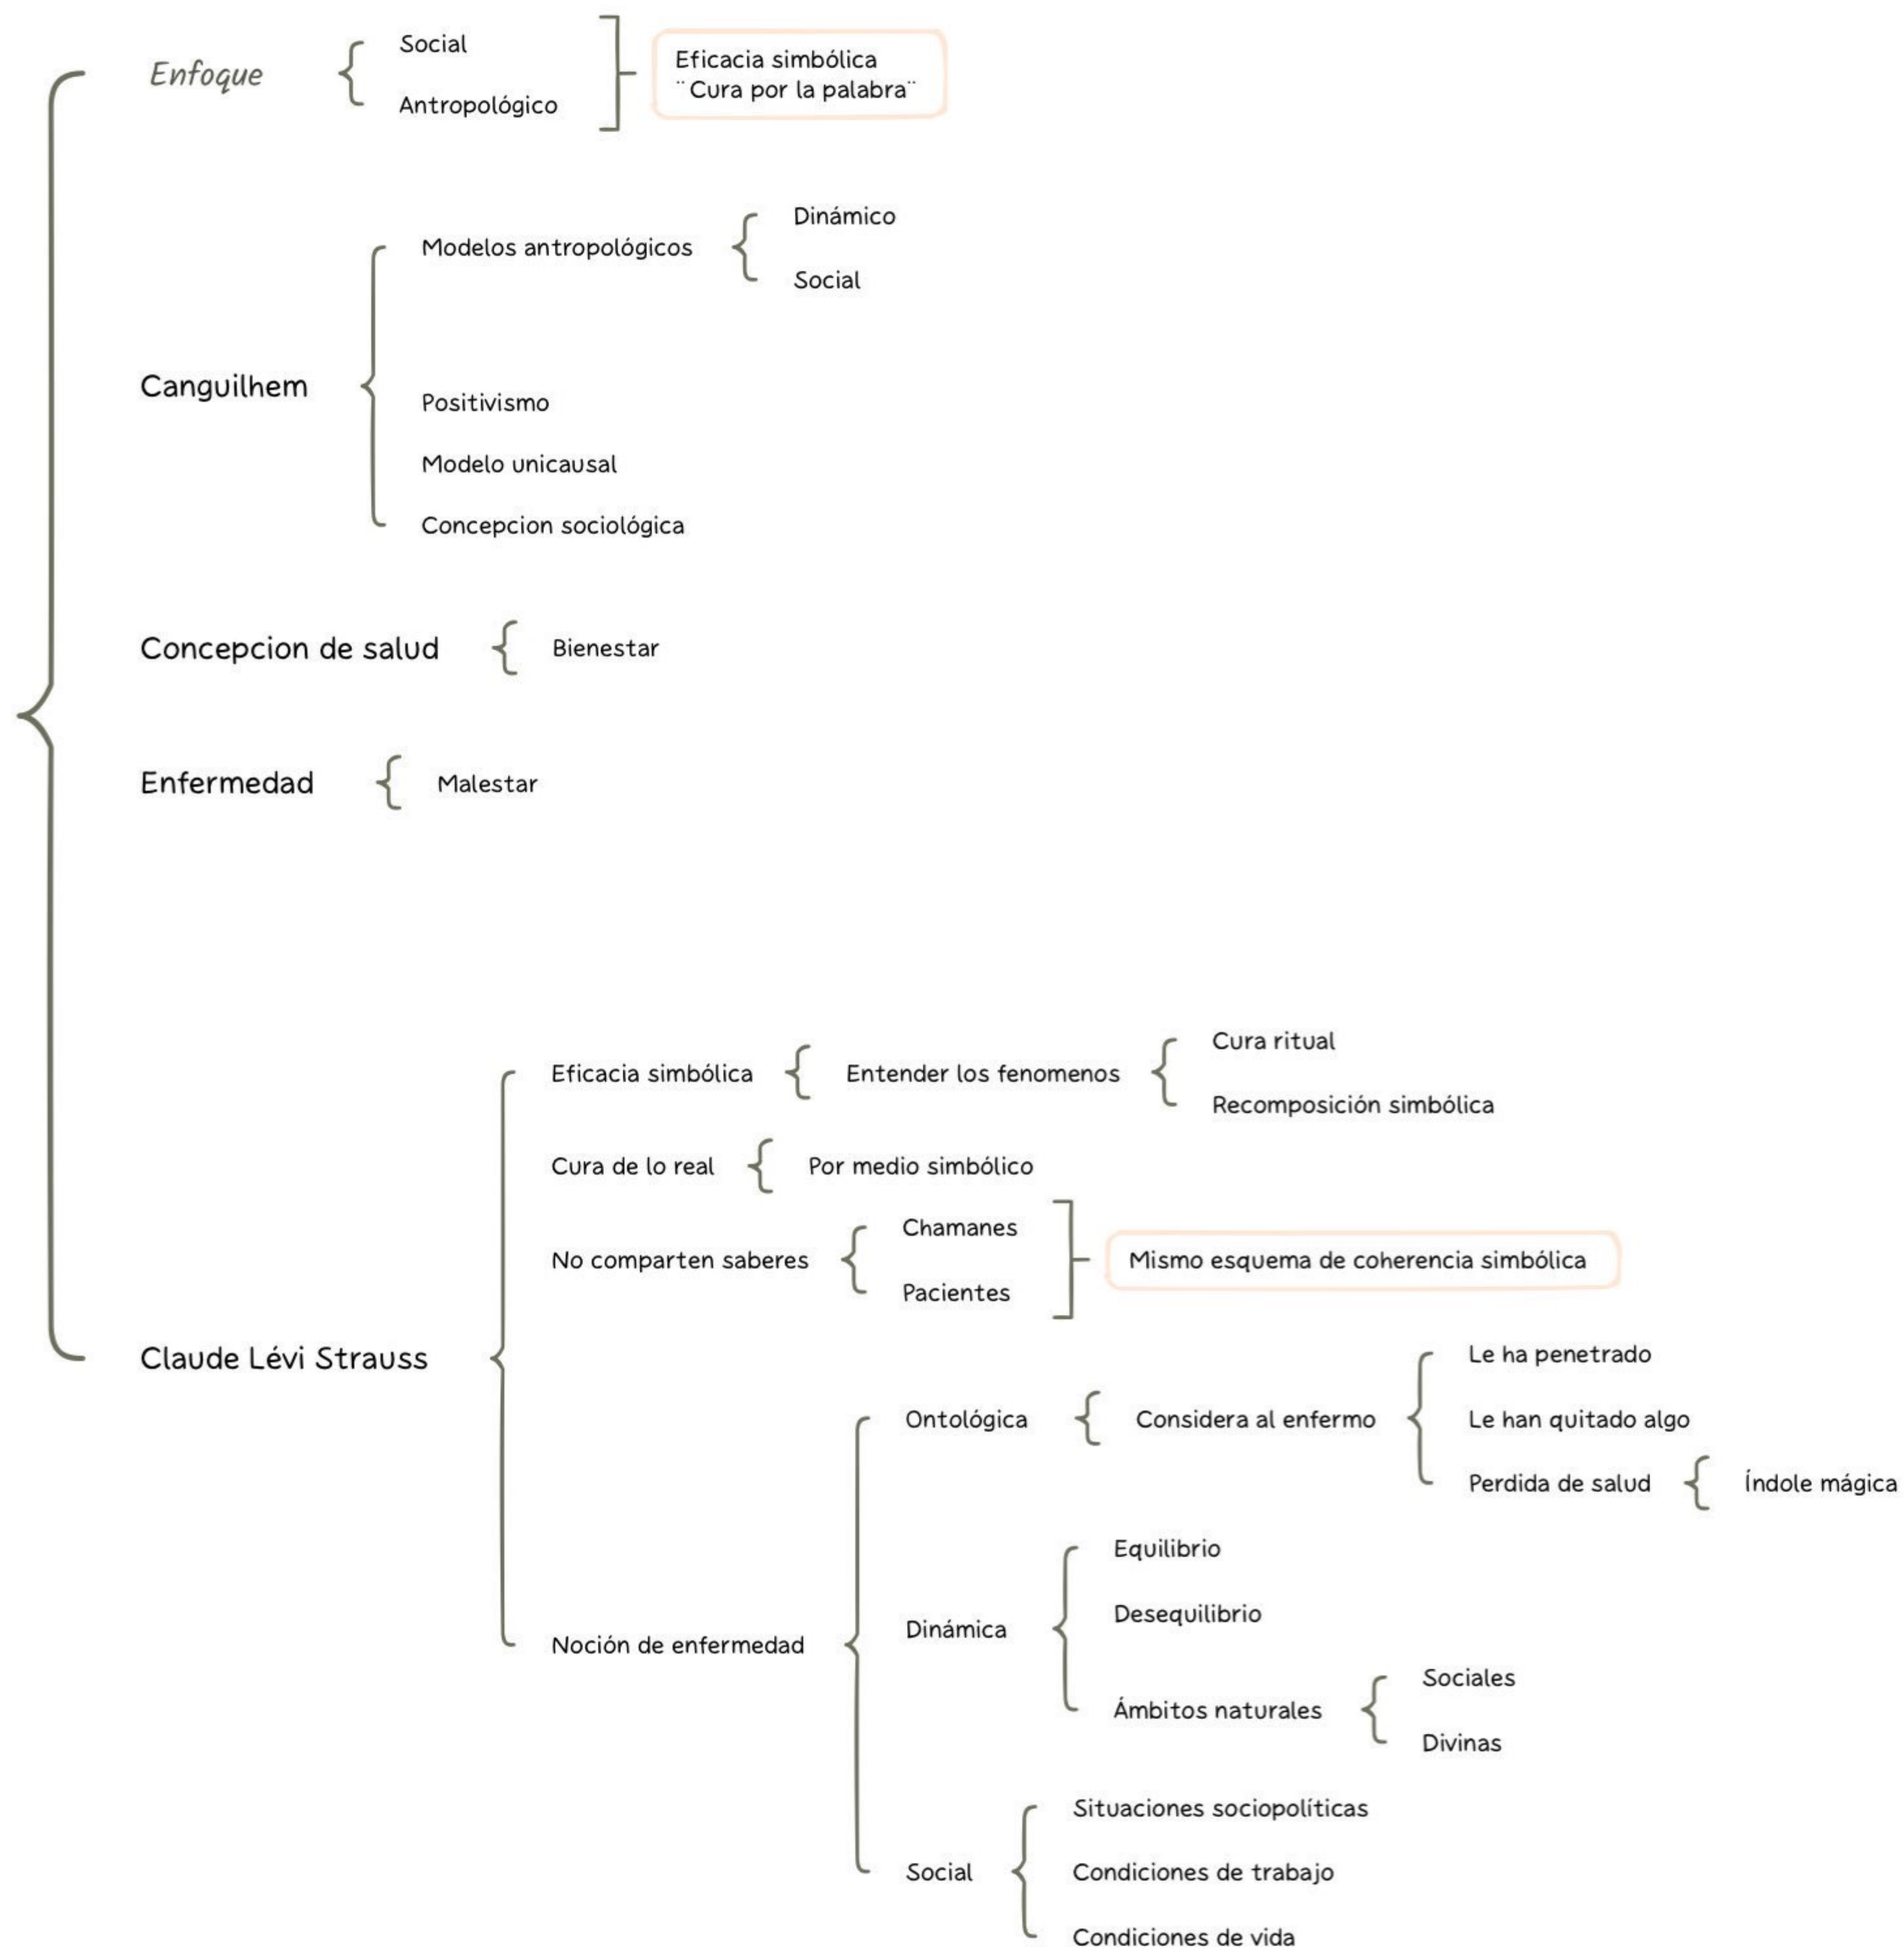 Enfoque
Social
Antropológico
Eficacia simbólica
¨Cura por la palabra¨
Canguilhem
Modelos antropológicos
Dinámico
Social
Positivismo
Modelo unicausal
Concepcion sociológica
Concepcion de salud
Bienestar
Enfermedad
Malestar
Claude Lévi Strauss
Eficacia simbólica
Entender los fenomenos
Cura ritual
Recomposición simbólica
Cura de lo real
Por medio simbólico
No comparten saberes
Chamanes
Pacientes
Mismo esquema de coherencia simbólica
Noción de enfermedad
Ontológica
Considera al enfermo
Le ha penetrado
Le han quitado algo
Perdida de salud
Índole mágica
Dinámica
Equilibrio
Desequilibrio
Ámbitos naturales
Sociales
Divinas
Social
Situaciones sociopolíticas
Condiciones de trabajo
Condiciones de vida